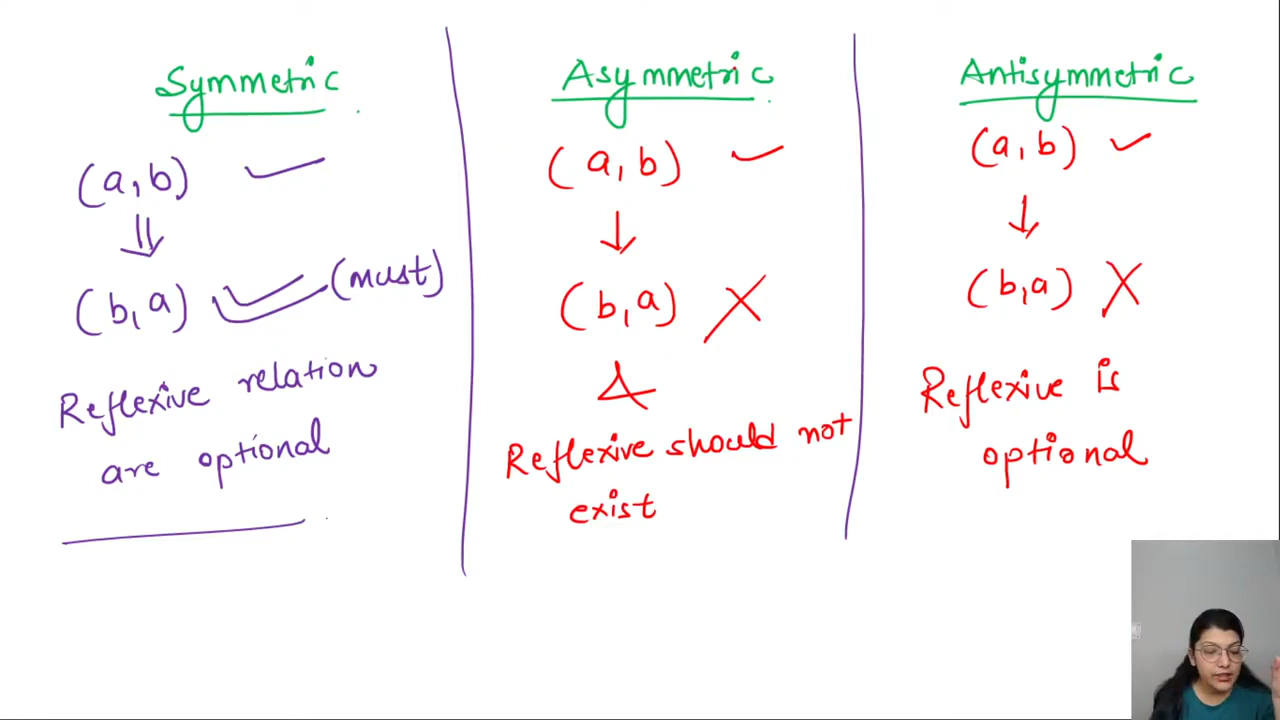 Symmetric
(a, b) ✓
⇓
(b, a) ✓ (must)
Reflexive relation
are optional
Asymmetric
(a, b) ✓
↓
(b, a) X
&
Reflexive should not
exist
Antisymmetric
(a, b) ✓
↓
(b, a) X
Reflexive is
optional